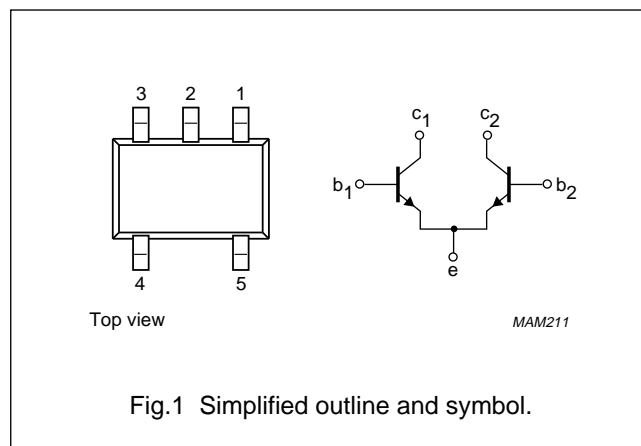 3 2 1
c1 c2
b1 b2
4 5
e
Top view
MAM211
Fig.1 Simplified outline and symbol.